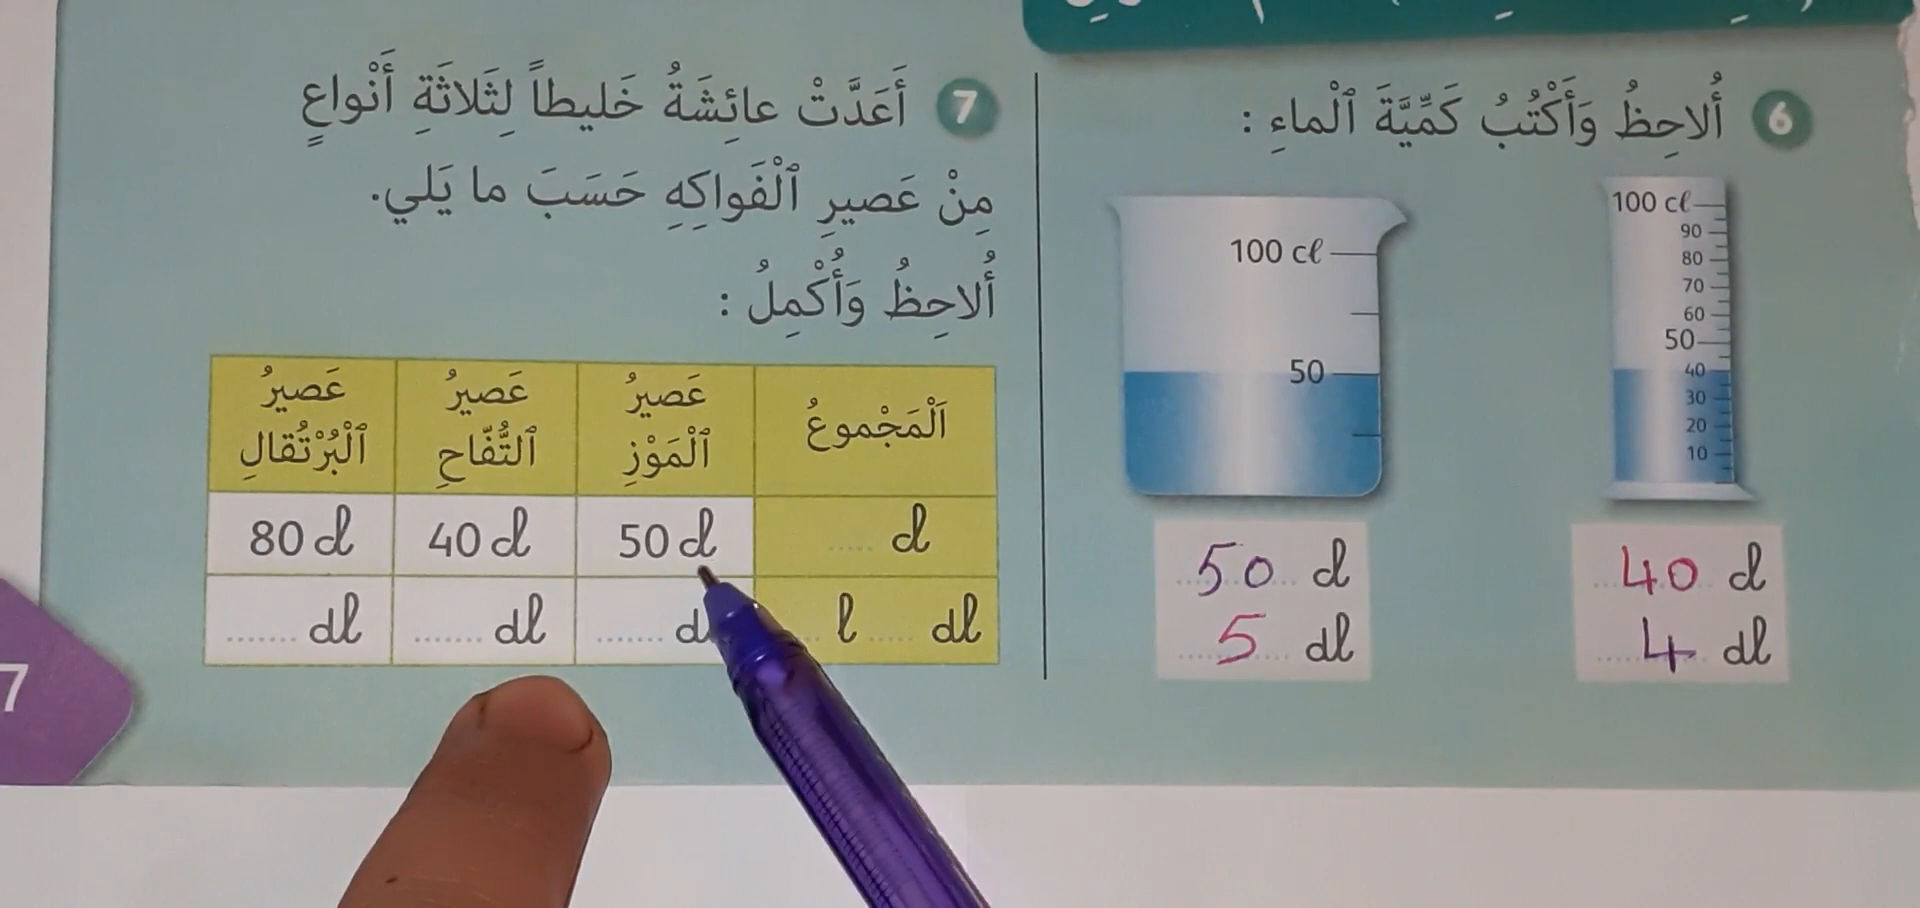 6 أُلاحِظُ وَأَكْتُبُ كَمِّيَّةَ ٱلْماءِ :
100 cℓ
90
80
70
60
50
40
30
20
10
40 cl
4 dl
100 cℓ
50
50 cl
5 dl
7 أَعَدَّتْ عائِشَةُ خَليطاً لِثَلاثَةِ أَنْواعٍ
مِنْ عَصيرِ ٱلْفَواكِهِ حَسَبَ ما يَلي.
أُلاحِظُ وَأُكْمِلُ :
اَلْمَجْموعُ
عَصيرُ ٱلْمَوْزِ
عَصيرُ ٱلتُّفّاحِ
عَصيرُ ٱلْبُرْتُقالِ
80 cl 40 cl 50 cl ..... cl
....... dl ....... dl ....... d ... l ..... dl
7